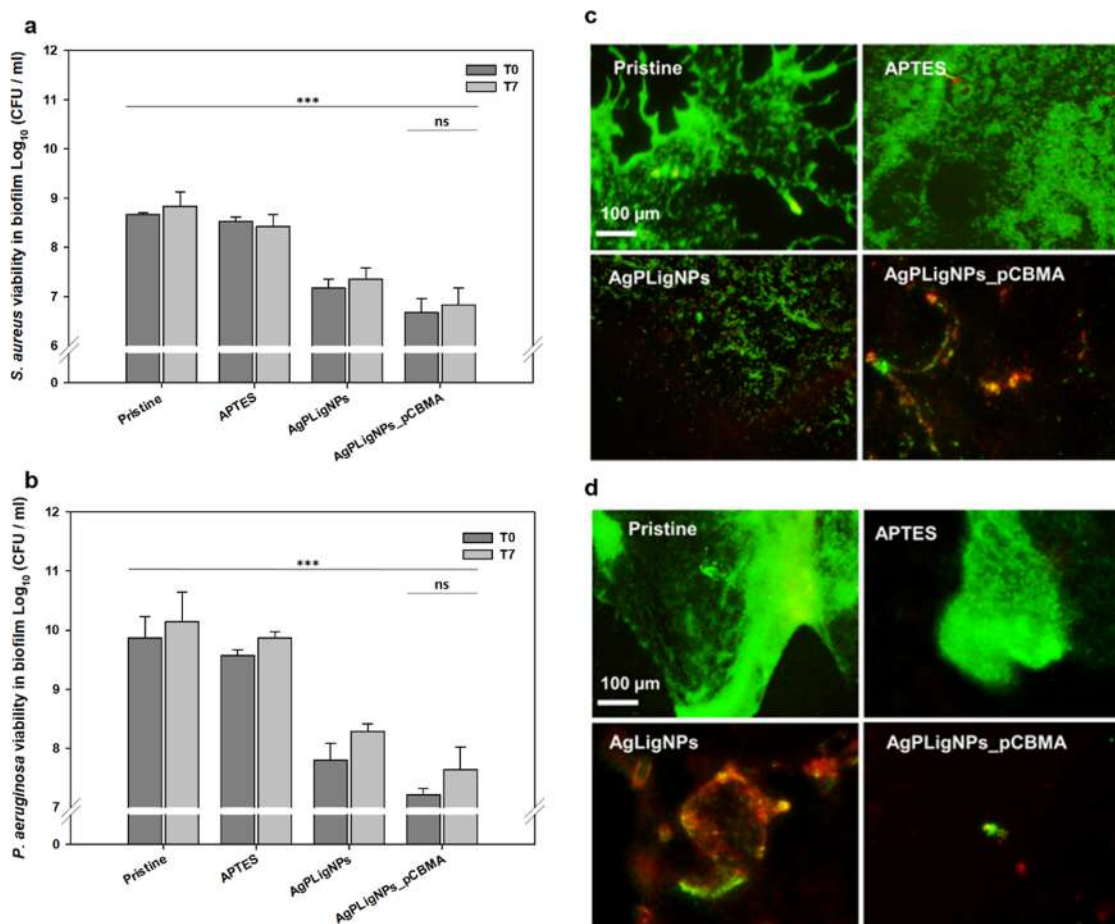 a
12
11
10
9
8
7
6
0
S. aureus viability in biofilm Log10 (CFU / ml)
T0
T7
***
ns
Pristine
APTES
AgPLigNPs
AgPLigNPs_pCBMA
b
12
11
10
9
8
7
0
P. aeruginosa viability in biofilm Log10 (CFU / ml)
T0
T7
***
ns
Pristine
APTES
AgPLigNPs
AgPLigNPs_pCBMA
c
Pristine
APTES
100 µm
AgPLigNPs
AgPLigNPs_pCBMA
d
Pristine
APTES
100 µm
AgLigNPs
AgPLigNPs_pCBMA